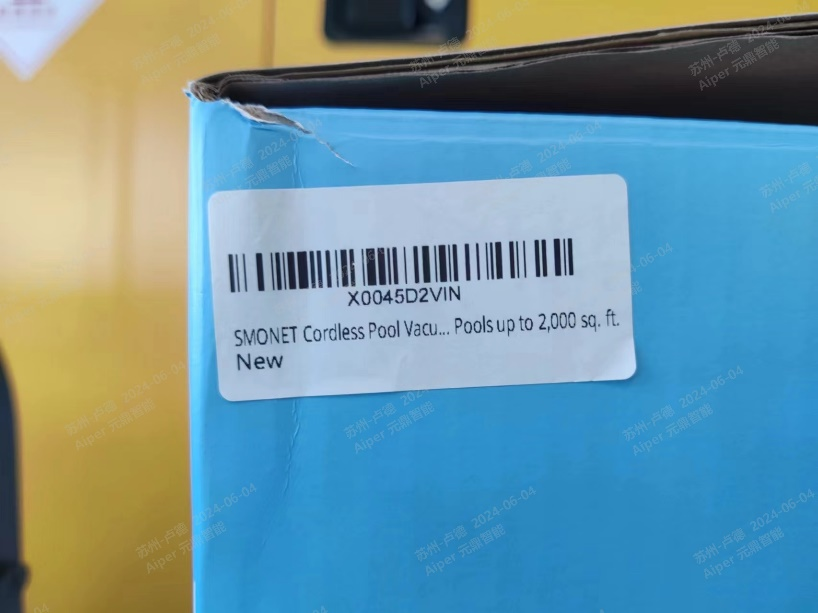 X0045D2VIN
SMONET Cordless Pool Vacu... Pools up to 2,000 sq. ft.
New
苏州-卢德 2024-06-04
Aiper 元鼎智能